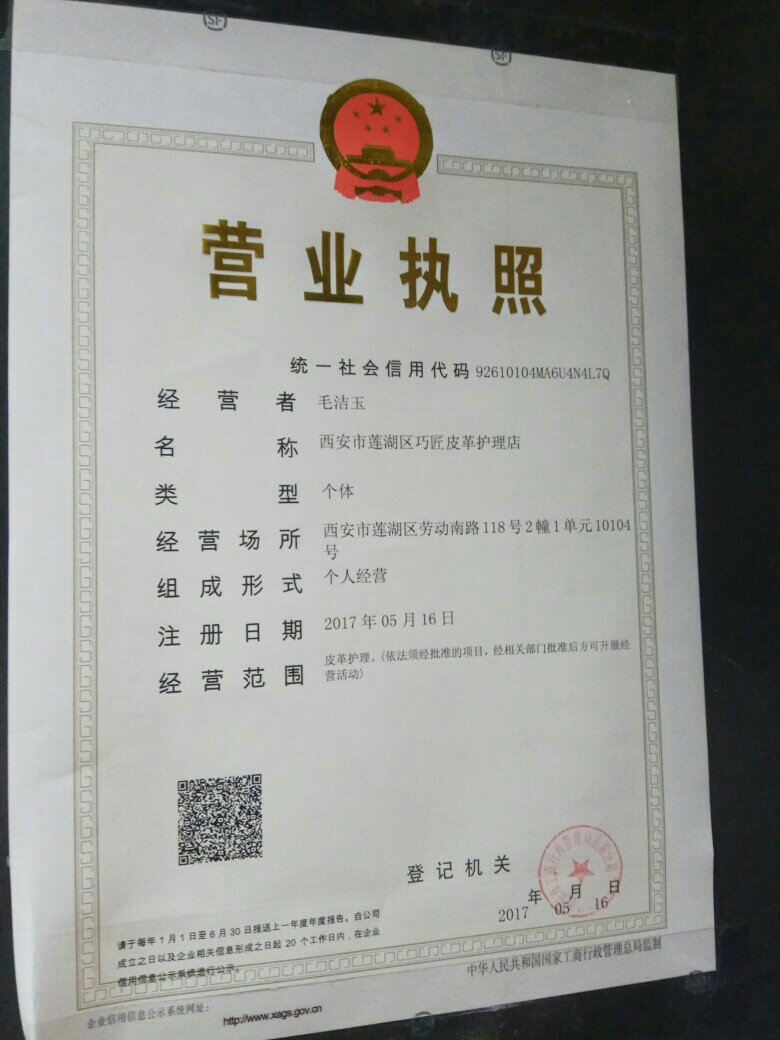 营业执照
统一社会信用代码 92610104MA6U4N4L7Q
经营者 毛洁玉
名称 西安市莲湖区巧匠皮革护理店
类型 个体
经营场所 西安市莲湖区劳动南路118号2幢1单元10104
号
组成形式 个人经营
注册日期 2017年05月16日
经营范围 皮革护理。(依法须经批准的项目,经相关部门批准后方可开展经
营活动)
登记机关
年 月 日
2017 05 16
请于每年1月1日至6月30日报送上一年度年度报告。自公司
成立之日以及企业相关信息形成之日起20个工作日内,在企业
信用信息公示系统进行公示。
中华人民共和国国家工商行政管理总局监制
企业信用信息公示系统网址: http://www.xags.gov.cn